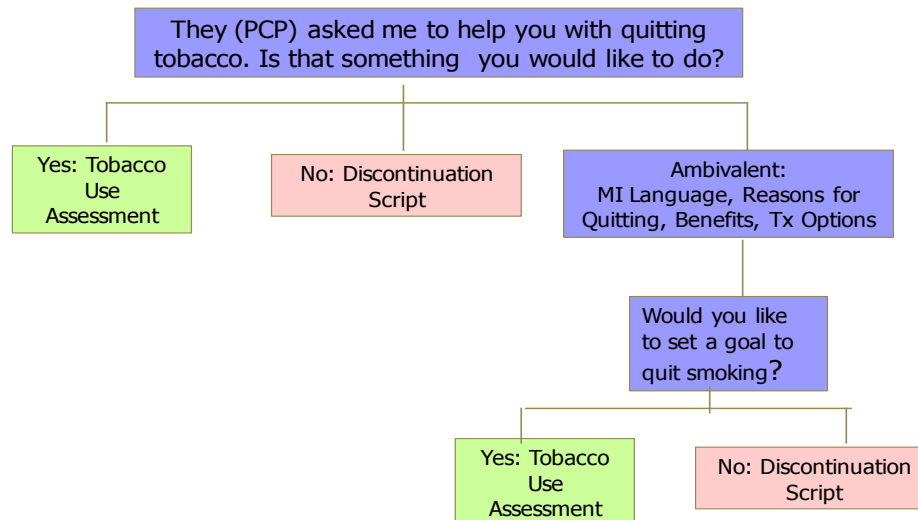 They (PCP) asked me to help you with quitting
tobacco. Is that something  you would like to do?
Yes: Tobacco
Use
Assessment
No: Discontinuation
Script
Ambivalent:
MI Language, Reasons for
Quitting, Benefits, Tx Options
Would you like
to set a goal to
quit smoking?
Yes: Tobacco
Use
Assessment
No: Discontinuation
Script